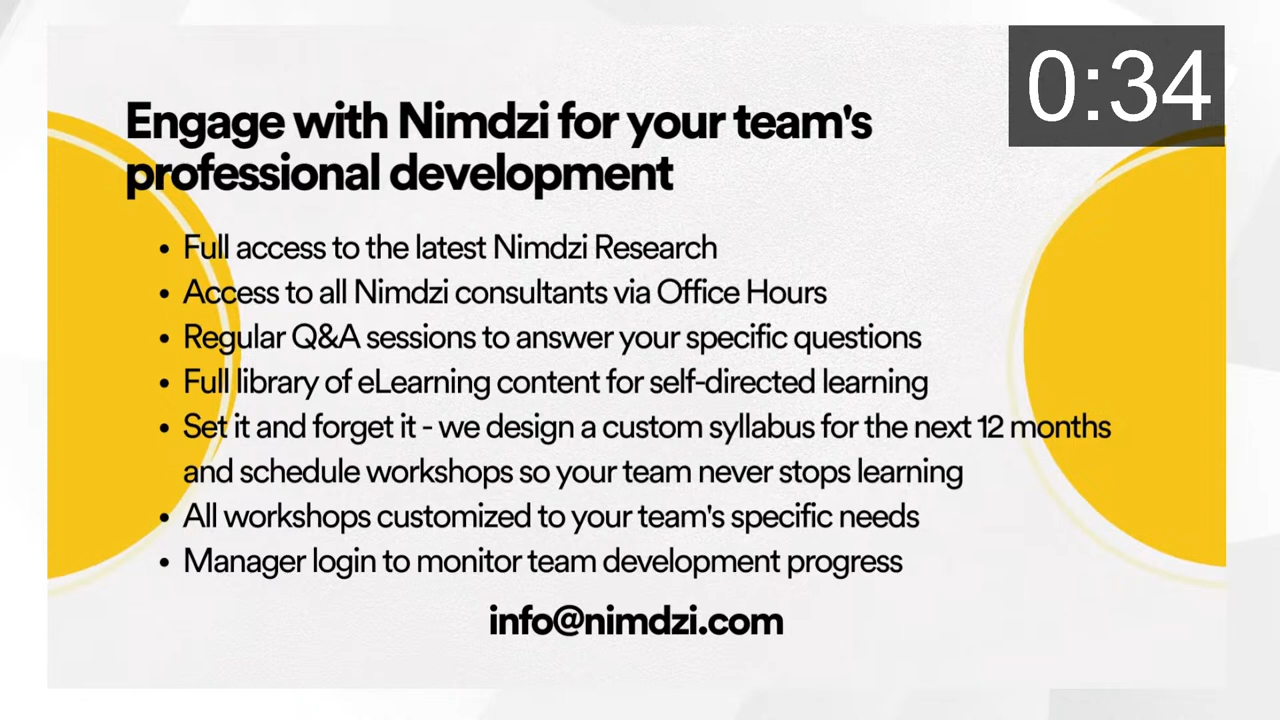 0:34
Engage with Nimdzi for your team's
professional development
• Full access to the latest Nimdzi Research
• Access to all Nimdzi consultants via Office Hours
• Regular Q&A sessions to answer your specific questions
• Full library of eLearning content for self-directed learning
• Set it and forget it - we design a custom syllabus for the next 12 months
and schedule workshops so your team never stops learning
• All workshops customized to your team's specific needs
• Manager login to monitor team development progress
info@nimdzi.com